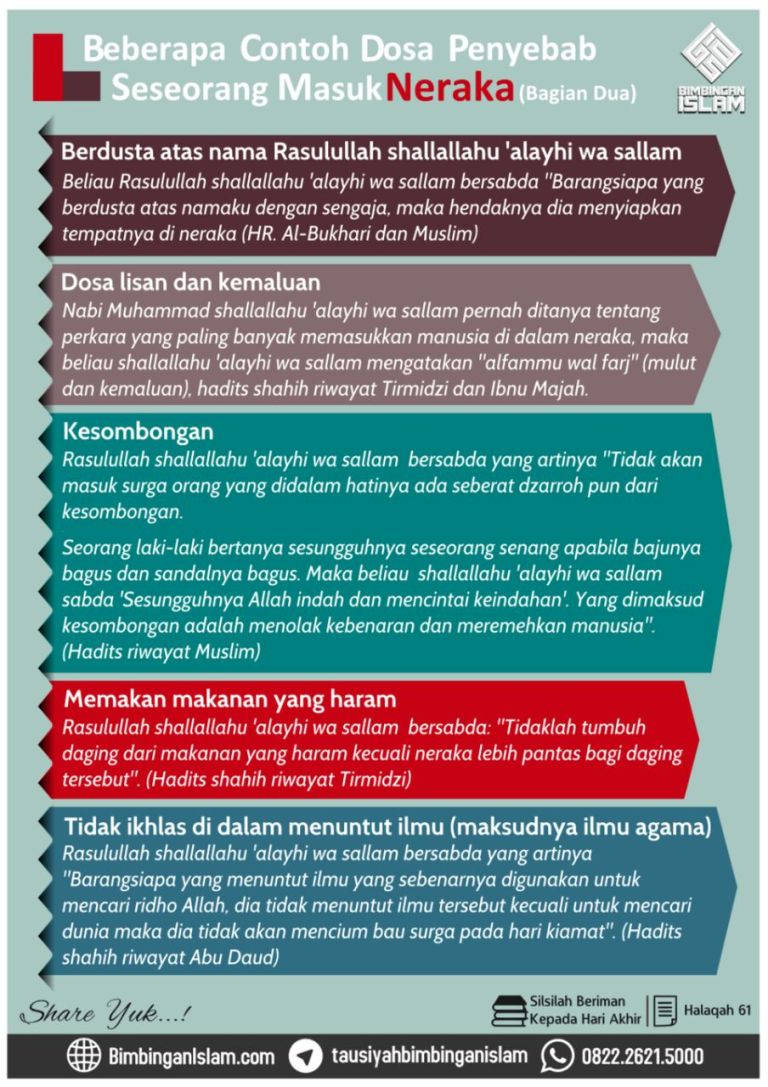 Beberapa Contoh Dosa Penyebab
Seseorang Masuk Neraka (Bagian Dua)
BIMBINGAN
ISLAM
Berdusta atas nama Rasulullah shallallahu 'alayhi wa sallam
Beliau Rasulullah shallallahu 'alayhi wa sallam bersabda "Barangsiapa yang
berdusta atas namaku dengan sengaja, maka hendaknya dia menyiapkan
tempatnya di neraka (HR. Al-Bukhari dan Muslim)
Dosa lisan dan kemaluan
Nabi Muhammad shallallahu 'alayhi wa sallam pernah ditanya tentang
perkara yang paling banyak memasukkan manusia di dalam neraka, maka
beliau shallallahu 'alayhi wa sallam mengatakan "alfammu wal farj" (mulut
dan kemaluan), hadits shahih riwayat Tirmidzi dan Ibnu Majah.
Kesombongan
Rasulullah shallallahu 'alayhi wa sallam bersabda yang artinya "Tidak akan
masuk surga orang yang didalam hatinya ada seberat dzarroh pun dari
kesombongan.
Seorang laki-laki bertanya sesungguhnya seseorang senang apabila bajunya
bagus dan sandalnya bagus. Maka beliau shallallahu 'alayhi wa sallam
sabda 'Sesungguhnya Allah indah dan mencintai keindahan'. Yang dimaksud
kesombongan adalah menolak kebenaran dan meremehkan manusia".
(Hadits riwayat Muslim)
Memakan makanan yang haram
Rasulullah shallallahu 'alayhi wa sallam bersabda: "Tidaklah tumbuh
daging dari makanan yang haram kecuali neraka lebih pantas bagi daging
tersebut". (Hadits shahih riwayat Tirmidzi)
Tidak ikhlas di dalam menuntut ilmu (maksudnya ilmu agama)
Rasulullah shallallahu 'alayhi wa sallam bersabda yang artinya
"Barangsiapa yang menuntut ilmu yang sebenarnya digunakan untuk
mencari ridho Allah, dia tidak menuntut ilmu tersebut kecuali untuk mencari
dunia maka dia tidak akan mencium bau surga pada hari kiamat". (Hadits
shahih riwayat Abu Daud)
Share Yuk...!
Silsilah Beriman
Kepada Hari Akhir
Halaqah 61
BimbinganIslam.com tausiyahbimbinganislam 0822.2621.5000